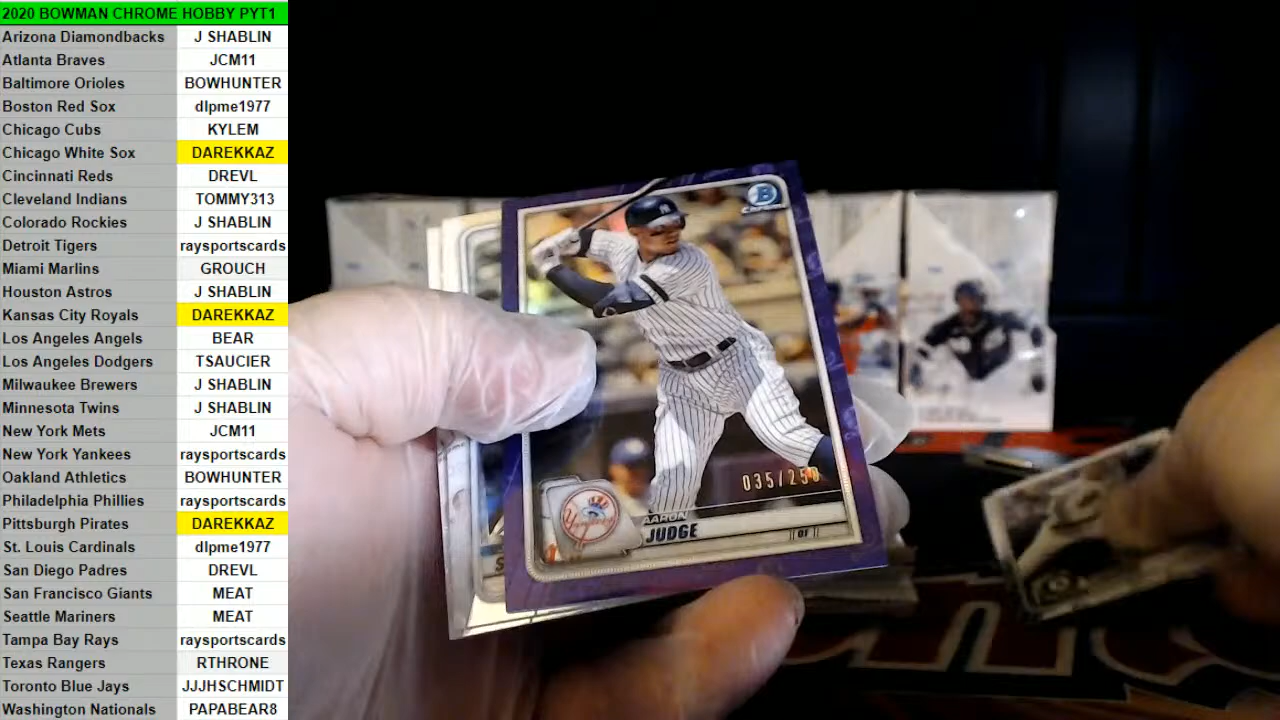 2020 BOWMAN CHROME HOBBY PYT1
Arizona Diamondbacks J SHABLIN
Atlanta Braves JCM11
Baltimore Orioles BOWHUNTER
Boston Red Sox dlpme1977
Chicago Cubs KYLEM
Chicago White Sox DAREKKAZ
Cincinnati Reds DREVL
Cleveland Indians TOMMY313
Colorado Rockies J SHABLIN
Detroit Tigers raysportscards
Miami Marlins GROUCH
Houston Astros J SHABLIN
Kansas City Royals DAREKKAZ
Los Angeles Angels BEAR
Los Angeles Dodgers TSAUCIER
Milwaukee Brewers J SHABLIN
Minnesota Twins J SHABLIN
New York Mets JCM11
New York Yankees raysportscards
Oakland Athletics BOWHUNTER
Philadelphia Phillies raysportscards
Pittsburgh Pirates DAREKKAZ
St. Louis Cardinals dlpme1977
San Diego Padres DREVL
San Francisco Giants MEAT
Seattle Mariners MEAT
Tampa Bay Rays raysportscards
Texas Rangers RTHRONE
Toronto Blue Jays JJJHSCHMIDT
Washington Nationals PAPABEAR8
B
035/250
Yankees
AARON
JUDGE
OF